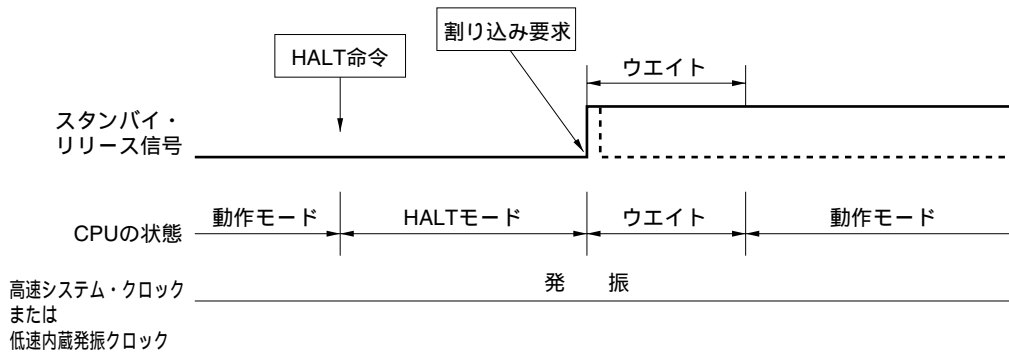 割り込み要求
HALT命令
ウエイト
スタンバイ・
リリース信号
CPUの状態
動作モード
HALTモード
ウエイト
動作モード
発　振
高速システム・クロック
または
低速内蔵発振クロック